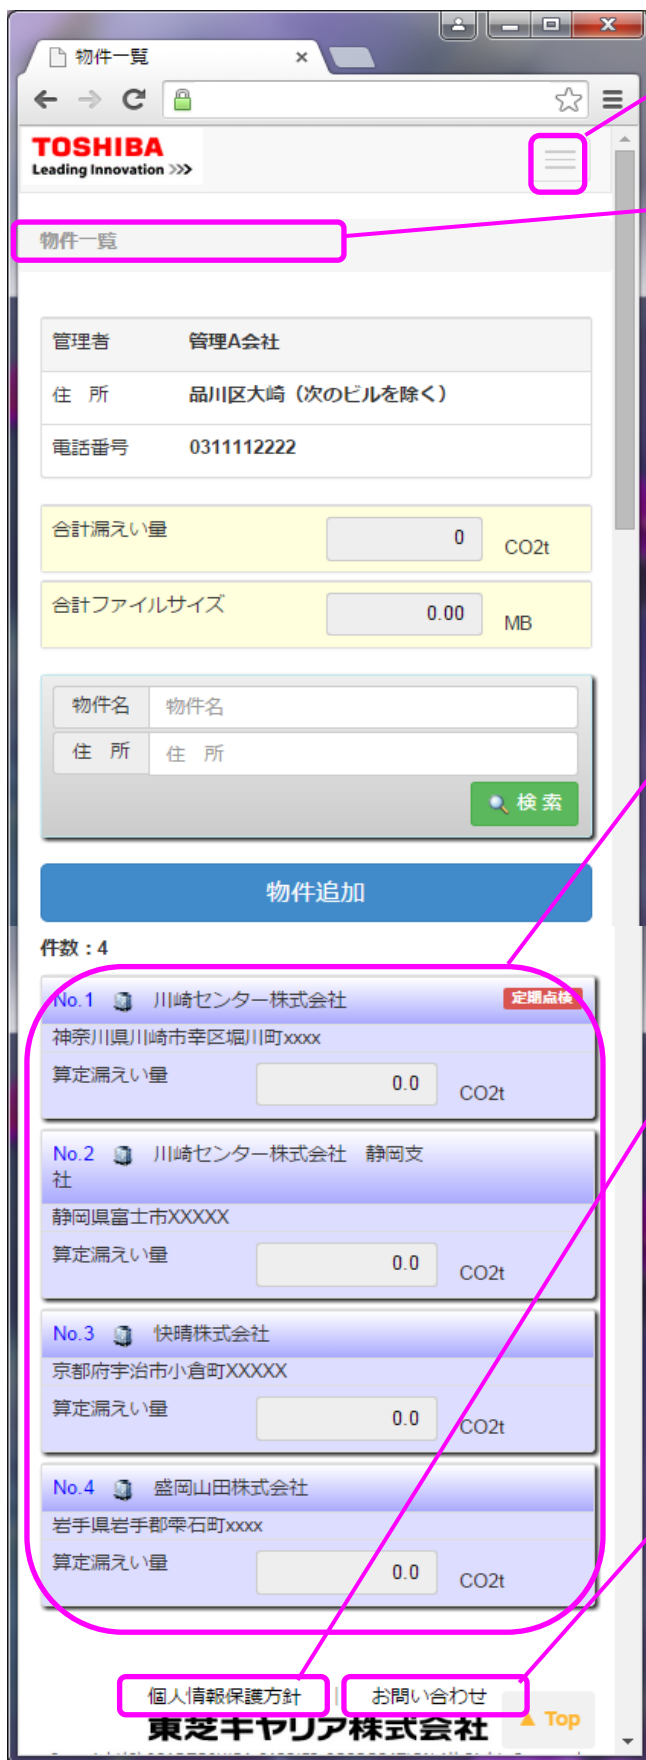 物件一覧
TOSHIBA
Leading Innovation >>>
物件一覧
管理者 管理A会社
住 所 品川区大崎（次のビルを除く）
電話番号 0311112222
合計漏えい量 0 CO2t
合計ファイルサイズ 0.00 MB
物件名 物件名
住 所 住 所
検索
物件追加
件数：4
No.1 川崎センター株式会社 定期点検
神奈川県川崎市幸区堀川町xxxx
算定漏えい量 0.0 CO2t
No.2 川崎センター株式会社 静岡支
社
静岡県富士市XXXXX
算定漏えい量 0.0 CO2t
No.3 快晴株式会社
京都府宇治市小倉町XXXXX
算定漏えい量 0.0 CO2t
No.4 盛岡山田株式会社
岩手県岩手郡雫石町xxxx
算定漏えい量 0.0 CO2t
個人情報保護方針 | お問い合わせ
東芝キヤリア株式会社
▲ Top